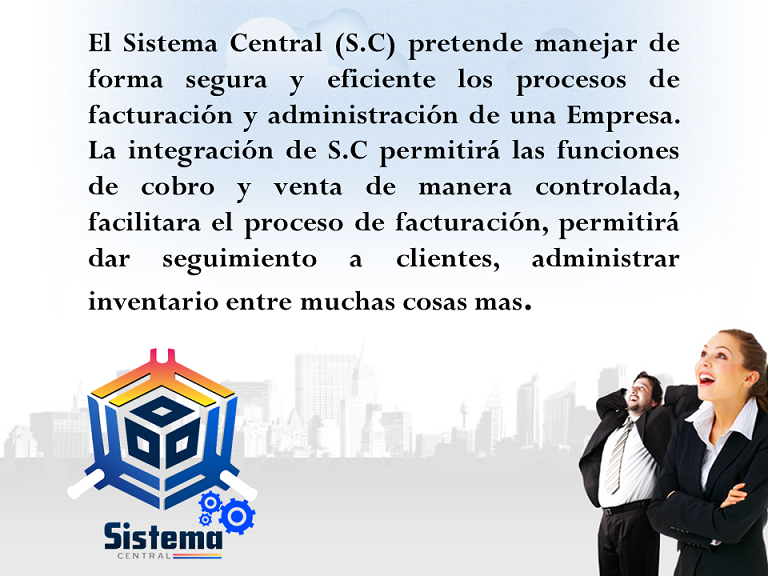 El Sistema Central (S.C) pretende manejar de
forma segura y eficiente los procesos de
facturación y administración de una Empresa.
La integración de S.C permitirá las funciones
de cobro y venta de manera controlada,
facilitara el proceso de facturación, permitirá
dar seguimiento a clientes, administrar
inventario entre muchas cosas mas.
Sistema
CENTRAL